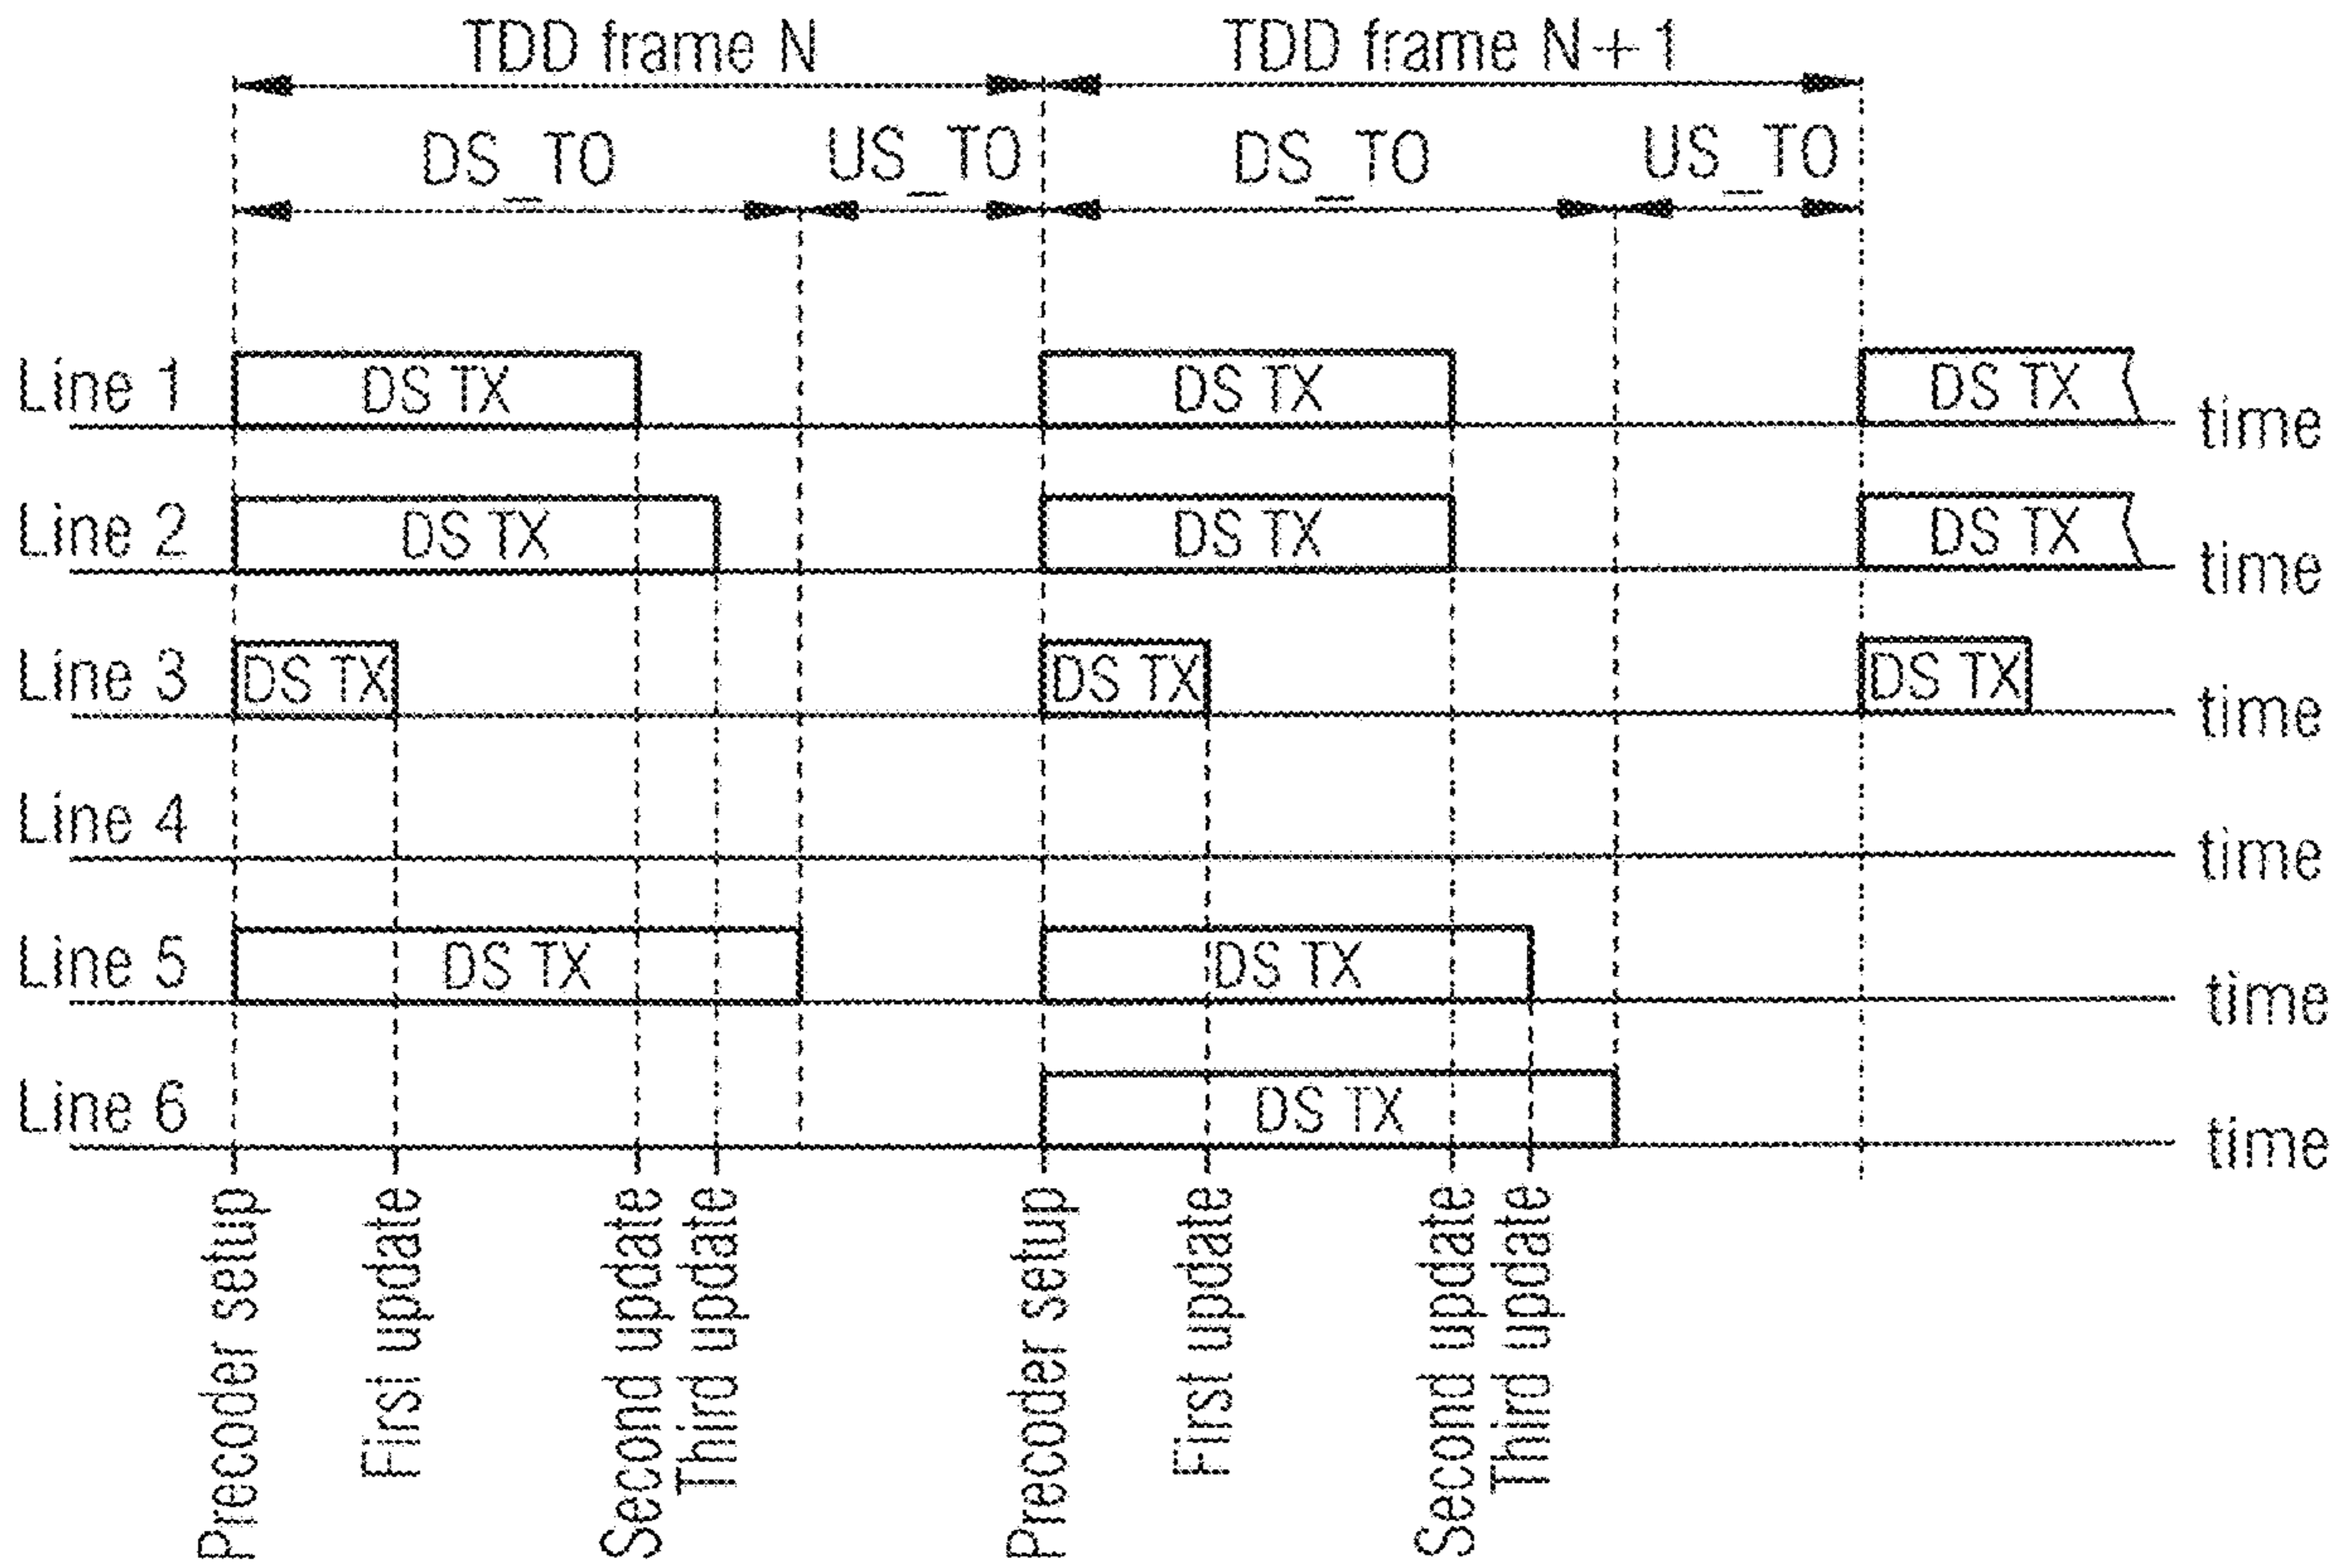 TDD frame N
TDD frame N+1
DS_TO
US_TO
DS_TO
US_TO
Line 1
DS TX
DS TX
DS TX
time
Line 2
DS TX
DS TX
DS TX
time
Line 3
DS TX
DS TX
DS TX
time
Line 4
time
Line 5
DS TX
DS TX
time
Line 6
DS TX
time
Precoder setup
First update
Second update
Third update
Precoder setup
First update
Second update
Third update